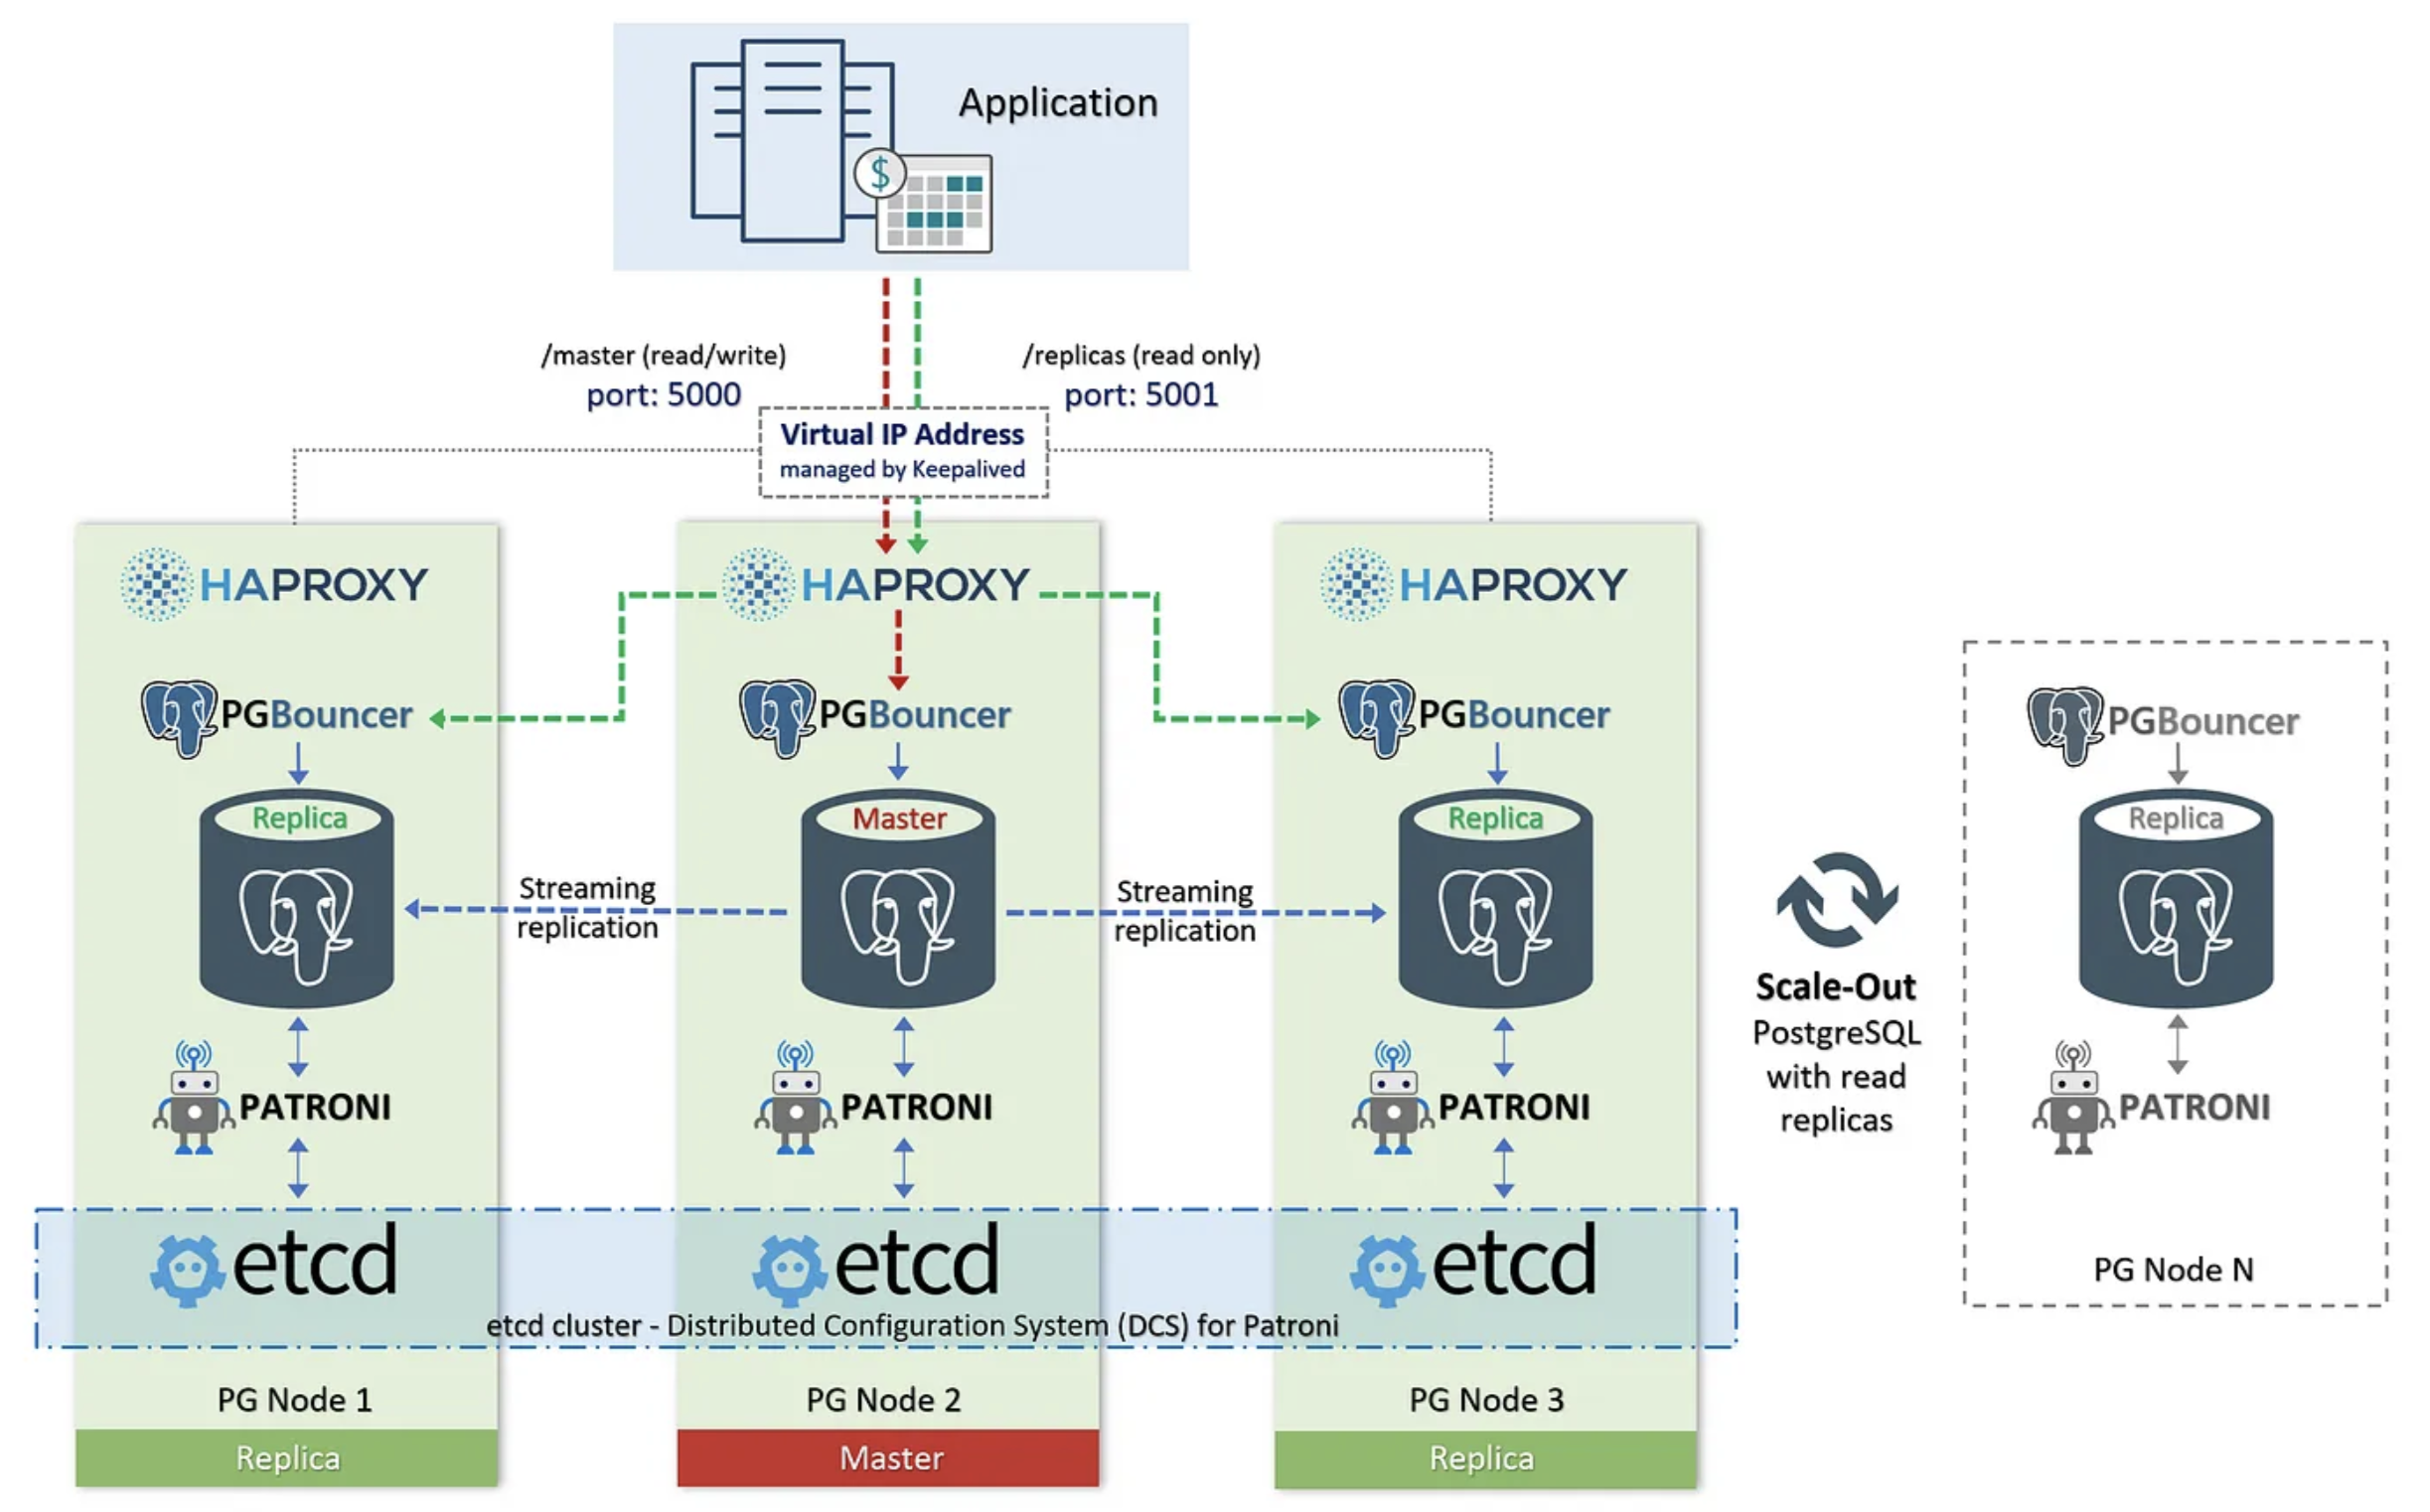 Application
$
/master (read/write)
port: 5000
/replicas (read only)
port: 5001
Virtual IP Address
managed by Keepalived
HAPROXY
PGBouncer
Replica
PATRONI
etcd
PG Node 1
Replica
HAPROXY
PGBouncer
Master
PATRONI
etcd
PG Node 2
Master
HAPROXY
PGBouncer
Replica
PATRONI
etcd
PG Node 3
Replica
Streaming
replication
Streaming
replication
etcd cluster - Distributed Configuration System (DCS) for Patroni
Scale-Out
PostgreSQL
with read
replicas
PGBouncer
Replica
PATRONI
PG Node N